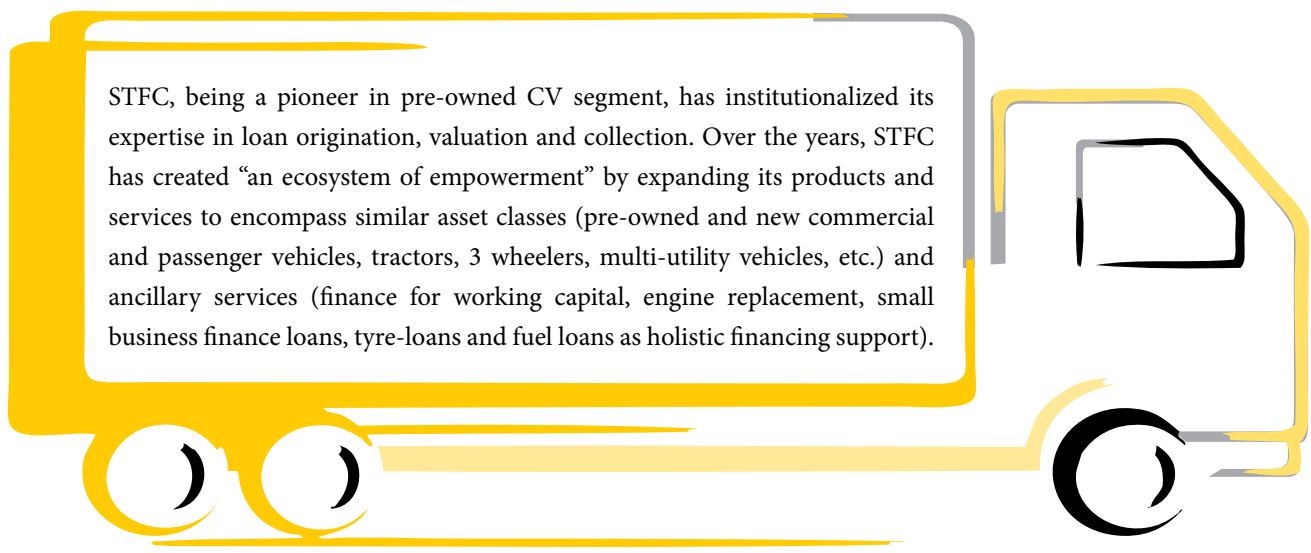 STFC, being a pioneer in pre-owned CV segment, has institutionalized its
expertise in loan origination, valuation and collection. Over the years, STFC
has created “an ecosystem of empowerment” by expanding its products and
services to encompass similar asset classes (pre-owned and new commercial
and passenger vehicles, tractors, 3 wheelers, multi-utility vehicles, etc.) and
ancillary services (finance for working capital, engine replacement, small
business finance loans, tyre-loans and fuel loans as holistic financing support).